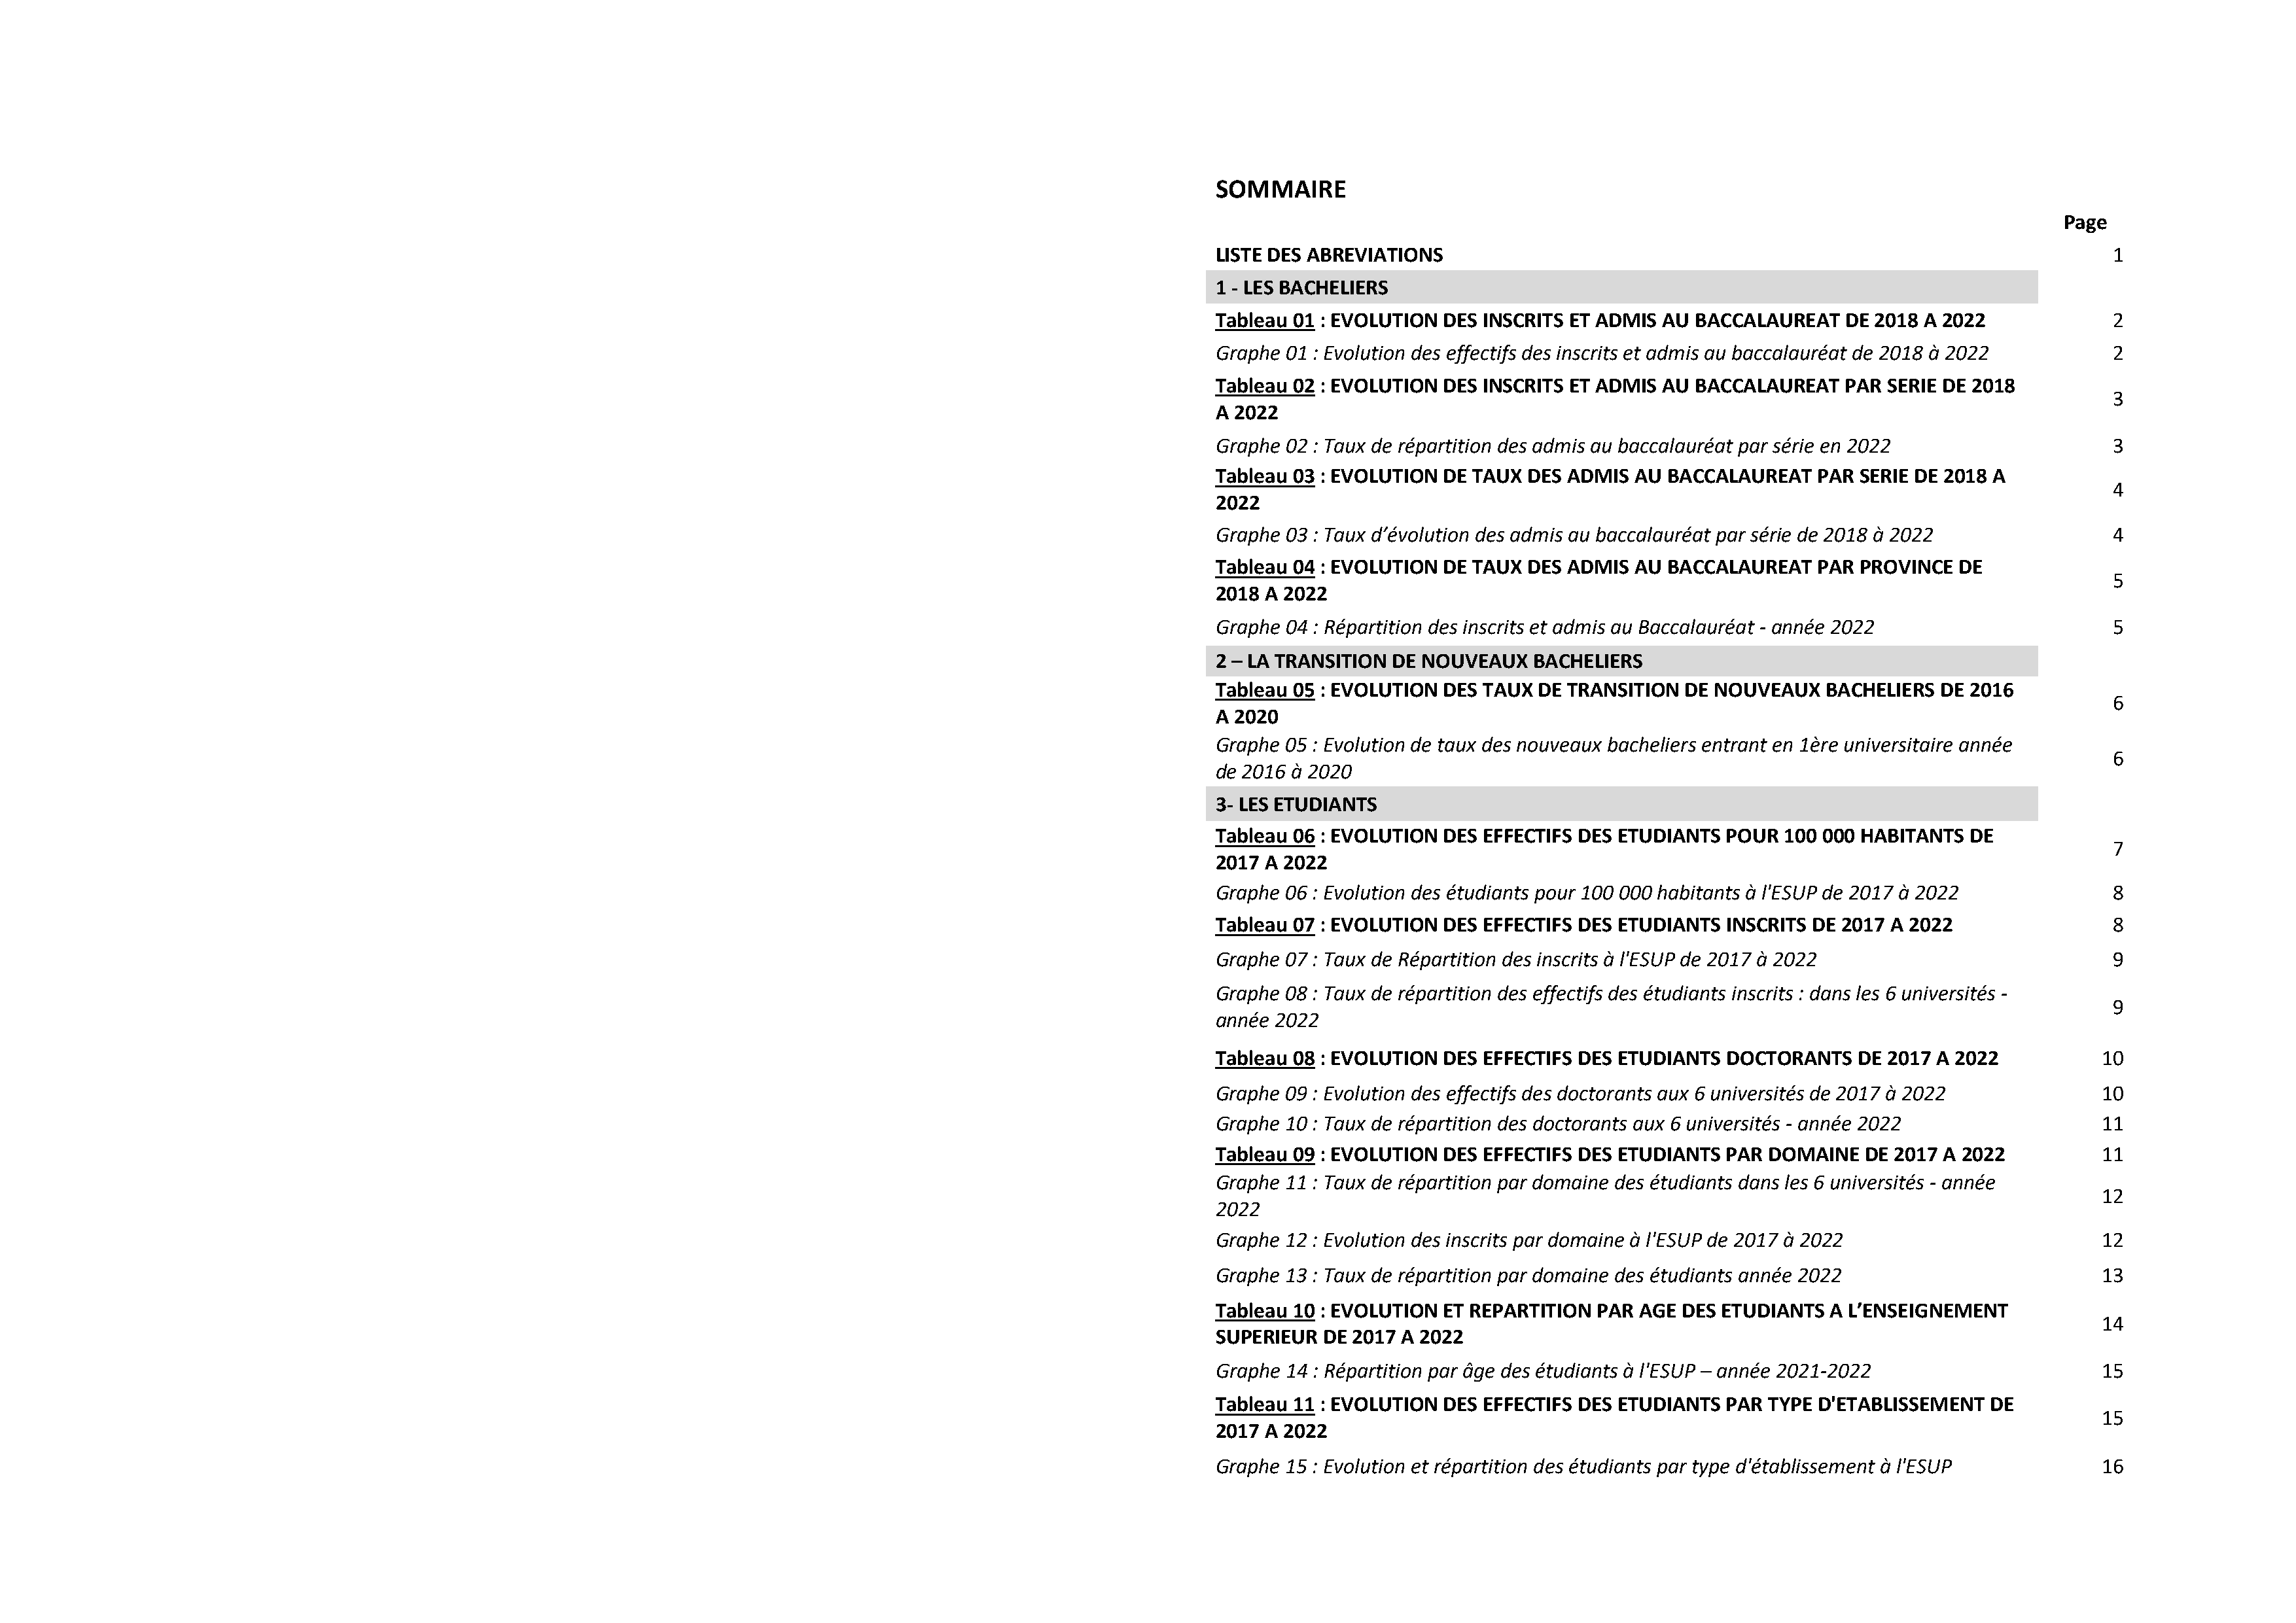 SOMMAIRE
Page
LISTE DES ABREVIATIONS 1
1 - LES BACHELIERS
Tableau 01 : EVOLUTION DES INSCRITS ET ADMIS AU BACCALAUREAT DE 2018 A 2022 2
Graphe 01 : Evolution des effectifs des inscrits et admis au baccalauréat de 2018 à 2022 2
Tableau 02 : EVOLUTION DES INSCRITS ET ADMIS AU BACCALAUREAT PAR SERIE DE 2018
A 2022 3
Graphe 02 : Taux de répartition des admis au baccalauréat par série en 2022 3
Tableau 03 : EVOLUTION DE TAUX DES ADMIS AU BACCALAUREAT PAR SERIE DE 2018 A
2022 4
Graphe 03 : Taux d’évolution des admis au baccalauréat par série de 2018 à 2022 4
Tableau 04 : EVOLUTION DE TAUX DES ADMIS AU BACCALAUREAT PAR PROVINCE DE
2018 A 2022 5
Graphe 04 : Répartition des inscrits et admis au Baccalauréat - année 2022 5
2 – LA TRANSITION DE NOUVEAUX BACHELIERS
Tableau 05 : EVOLUTION DES TAUX DE TRANSITION DE NOUVEAUX BACHELIERS DE 2016
A 2020 6
Graphe 05 : Evolution de taux des nouveaux bacheliers entrant en 1ère universitaire année
de 2016 à 2020 6
3- LES ETUDIANTS
Tableau 06 : EVOLUTION DES EFFECTIFS DES ETUDIANTS POUR 100 000 HABITANTS DE
2017 A 2022 7
Graphe 06 : Evolution des étudiants pour 100 000 habitants à l'ESUP de 2017 à 2022 8
Tableau 07 : EVOLUTION DES EFFECTIFS DES ETUDIANTS INSCRITS DE 2017 A 2022 8
Graphe 07 : Taux de Répartition des inscrits à l'ESUP de 2017 à 2022 9
Graphe 08 : Taux de répartition des effectifs des étudiants inscrits : dans les 6 universités -
année 2022 9
Tableau 08 : EVOLUTION DES EFFECTIFS DES ETUDIANTS DOCTORANTS DE 2017 A 2022 10
Graphe 09 : Evolution des effectifs des doctorants aux 6 universités de 2017 à 2022 10
Graphe 10 : Taux de répartition des doctorants aux 6 universités - année 2022 11
Tableau 09 : EVOLUTION DES EFFECTIFS DES ETUDIANTS PAR DOMAINE DE 2017 A 2022 11
Graphe 11 : Taux de répartition par domaine des étudiants dans les 6 universités - année
2022 12
Graphe 12 : Evolution des inscrits par domaine à l'ESUP de 2017 à 2022 12
Graphe 13 : Taux de répartition par domaine des étudiants année 2022 13
Tableau 10 : EVOLUTION ET REPARTITION PAR AGE DES ETUDIANTS A L’ENSEIGNEMENT
SUPERIEUR DE 2017 A 2022 14
Graphe 14 : Répartition par âge des étudiants à l'ESUP – année 2021-2022 15
Tableau 11 : EVOLUTION DES EFFECTIFS DES ETUDIANTS PAR TYPE D'ETABLISSEMENT DE
2017 A 2022 15
Graphe 15 : Evolution et répartition des étudiants par type d'établissement à l'ESUP 16